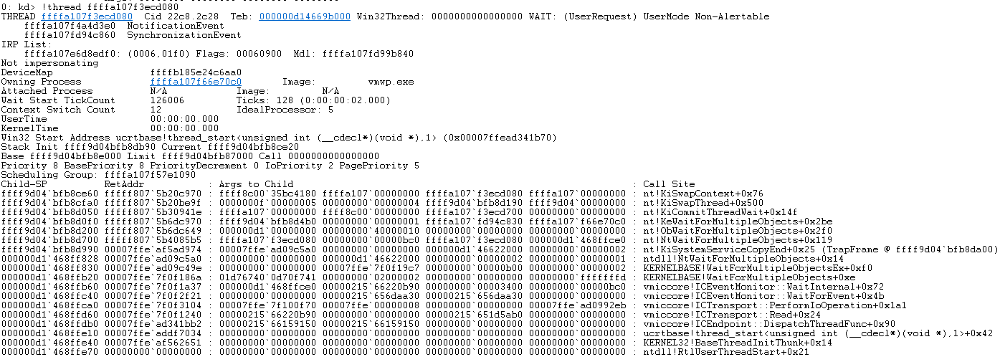 0: kd> !thread ffffa107f3ecd080
THREAD ffffa107f3ecd080  Cid 22c8.2c28  Teb: 000000d14669b000 Win32Thread: 0000000000000000 WAIT: (UserRequest) UserMode Non-Alertable
    ffffa107f4a4d3e0  NotificationEvent
    ffffa107fd94c860  SynchronizationEvent
IRP List:
    ffffa107e6d8edf0: (0006,01f0) Flags: 00060900  Mdl: ffffa107fd99b840
Not impersonating
DeviceMap                 ffffb185e24c6aa0
Owning Process            ffffa107f66e70c0       Image:         vmwp.exe
Attached Process          N/A            Image:         N/A
Wait Start TickCount      126006         Ticks: 128 (0:00:00:02.000)
Context Switch Count      12             IdealProcessor: 5
UserTime                  00:00:00.000
KernelTime                00:00:00.000
Win32 Start Address ucrtbase!thread_start<unsigned int (__cdecl*)(void *),1> (0x00007ffead341b70)
Stack Init ffff9d04bfb8db90 Current ffff9d04bfb8ce20
Base ffff9d04bfb8e000 Limit ffff9d04bfb87000 Call 0000000000000000
Priority 8 BasePriority 8 PriorityDecrement 0 IoPriority 2 PagePriority 5
Scheduling Group: ffffa107f57e1090
Child-SP          RetAddr           : Args to Child                                                           : Call Site
ffff9d04`bfb8ce60 fffff807`5b20c970 : ffff8c00`35bc4180 ffffa107`00000000 ffffa107`f3ecd080 ffffa107`00000000 : nt!KiSwapContext+0x76
ffff9d04`bfb8cfa0 fffff807`5b20be9f : 0000000f`00000005 00000000`00000004 ffff9d04`bfb8d190 ffff9d04`00000000 : nt!KiSwapThread+0x500
ffff9d04`bfb8d050 fffff807`5b30941e : ffffa107`00000000 ffff8c00`00000000 ffffa107`f3ecd700 00000000`00000000 : nt!KiCommitThreadWait+0x14f
ffff9d04`bfb8d0f0 fffff807`5b6dc970 : ffff9d04`bfb8d4b0 00000000`00000001 ffffa107`fd94c830 ffffa107`f66e70c0 : nt!KeWaitForMultipleObjects+0x2be
ffff9d04`bfb8d200 fffff807`5b6dc649 : 000000d1`00000000 00000000`40000010 00000000`00000000 00000000`00000000 : nt!ObWaitForMultipleObjects+0x2f0
ffff9d04`bfb8d700 fffff807`5b4085b5 : ffffa107`f3ecd080 00000000`00000bc0 ffffa107`f3ecd080 000000d1`468ffce0 : nt!NtWaitForMultipleObjects+0x119
ffff9d04`bfb8d990 00007ffe`af5ad974 : 00007ffe`ad09c5a0 00000000`00000000 000000d1`46622000 00000000`00000002 : nt!KiSystemServiceCopyEnd+0x25 (TrapFrame @ ffff9d04`bfb8da00)
000000d1`468ff828 00007ffe`ad09c5a0 : 00000000`00000000 000000d1`46622000 00000000`00000002 00000000`00000001 : ntdll!NtWaitForMultipleObjects+0x14
000000d1`468ff830 00007ffe`ad09c49e : 00000000`00000000 00007ffe`7f0f19c7 00000000`00000b00 00000000`00000002 : KERNELBASE!WaitForMultipleObjectsEx+0xf0
000000d1`468ffb20 00007ffe`7f0f186a : 01d76740`0d70f741 00000000`02000002 00000000`00000000 00000000`fffffffd : KERNELBASE!WaitForMultipleObjects+0xe
000000d1`468ffb60 00007ffe`7f0f1a37 : 000000d1`468ffce0 00000215`66220b90 00000000`00003400 00000000`00000bc0 : vmiccore!ICEventMonitor::WaitInternal+0x72
000000d1`468ffc40 00007ffe`7f0f2f21 : 00000000`00000000 00000215`656daa30 00000215`656daa30 00000000`00000000 : vmiccore!ICEventMonitor::WaitForEvent+0x4b
000000d1`468ffca0 00007ffe`7f0f3104 : 00007ffe`7f100f70 00007ffe`00000008 00000000`00000000 00007ffe`ad0992eb : vmiccore!ICTransport::PerformIoOperation+0x1a1
000000d1`468ffd60 00007ffe`7f0f1240 : 00000215`66220b90 00000000`00000000 00000215`651d5ab0 00000000`00000000 : vmiccore!ICTransport::Read+0x24
000000d1`468ffdb0 00007ffe`ad341bb2 : 00000215`66159150 00000215`66159150 00000000`00000000 00000000`00000000 : vmiccore!ICEndpoint::DispatchThreadFunc+0x90
000000d1`468ffe10 00007ffe`addf7034 : 00000000`00000000 00000000`00000000 00000000`00000000 00000000`00000000 : ucrtbase!thread_start<unsigned int (__cdecl*)(void *),1>+0x42
000000d1`468ffe40 00007ffe`af562651 : 00000000`00000000 00000000`00000000 00000000`00000000 00000000`00000000 : KERNEL32!BaseThreadInitThunk+0x14
000000d1`468ffe70 00000000`00000000 : 00000000`00000000 00000000`00000000 00000000`00000000 00000000`00000000 : ntdll!RtlUserThreadStart+0x21